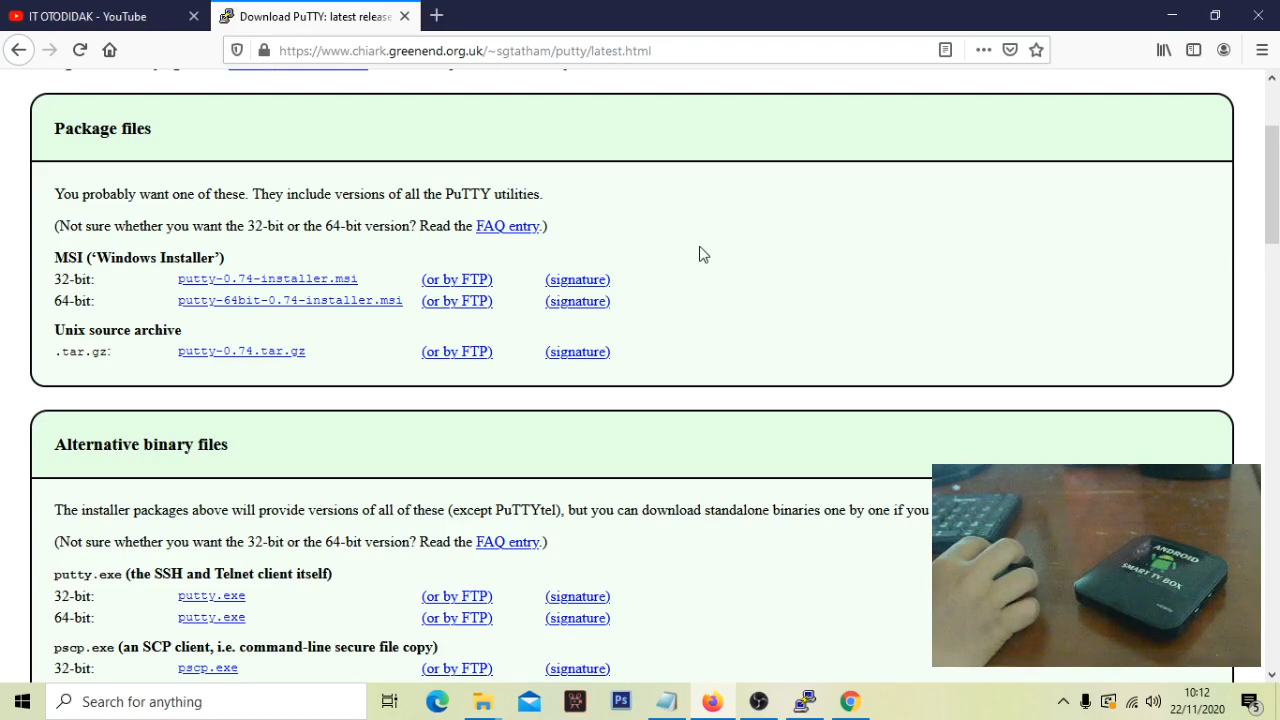 IT OTODIDAK - YouTube
Download PuTTY: latest release
https://www.chiark.greenend.org.uk/~sgtatham/putty/latest.html
Package files
You probably want one of these. They include versions of all the PuTTY utilities.
(Not sure whether you want the 32-bit or the 64-bit version? Read the FAQ entry.)
MSI (‘Windows Installer’)
32-bit: putty-0.74-installer.msi (or by FTP) (signature)
64-bit: putty-64bit-0.74-installer.msi (or by FTP) (signature)
Unix source archive
.tar.gz: putty-0.74.tar.gz (or by FTP) (signature)
Alternative binary files
The installer packages above will provide versions of all of these (except PuTTYtel), but you can download standalone binaries one by one if you
(Not sure whether you want the 32-bit or the 64-bit version? Read the FAQ entry.)
putty.exe (the SSH and Telnet client itself)
32-bit: putty.exe (or by FTP) (signature)
64-bit: putty.exe (or by FTP) (signature)
pscp.exe (an SCP client, i.e. command-line secure file copy)
32-bit: pscp.exe (or by FTP) (signature)
ANDROID
SMART TV BOX
Search for anything
Ps
10:12
22/11/2020
5